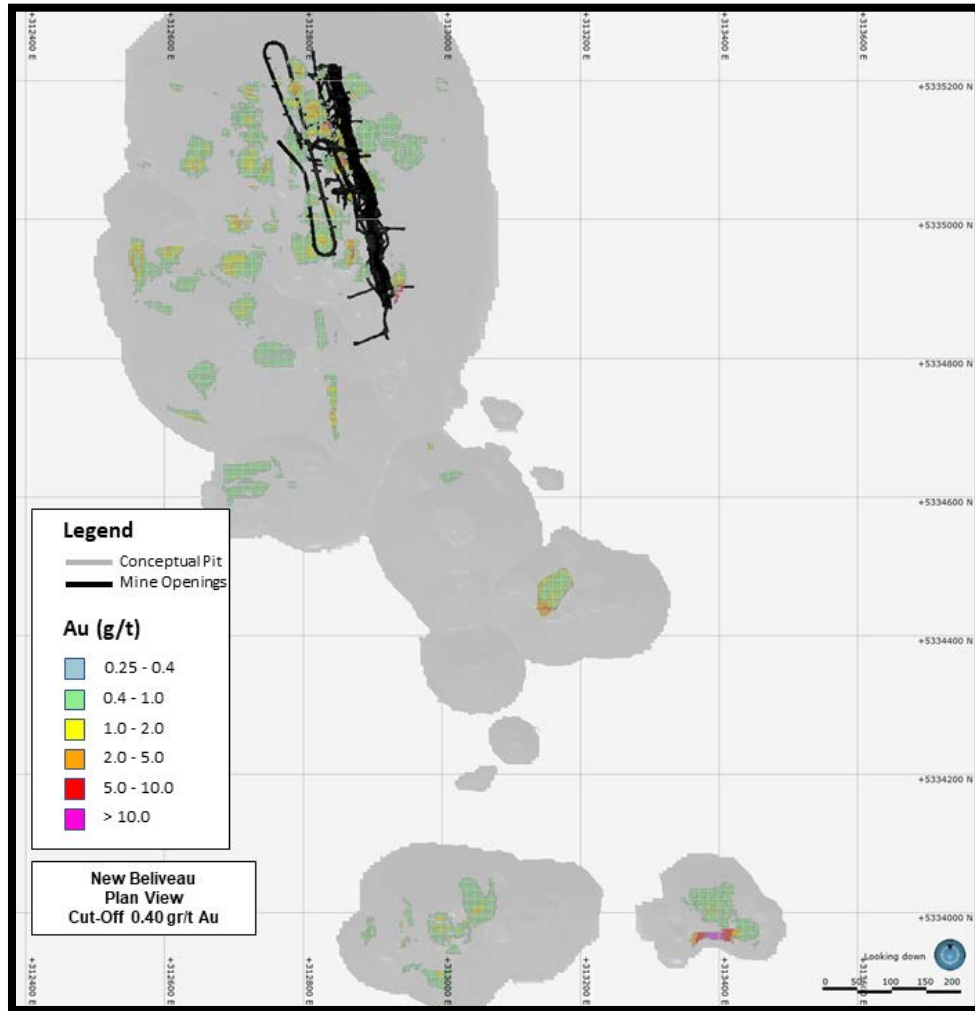 +312400 E
+312600 E
+312800 E
+313000 E
+313200 E
+313400 E
+313600 E
+5335200 N
+5335000 N
+5334800 N
+5334600 N
+5334400 N
+5334200 N
+5334000 N
Legend
Conceptual Pit
Mine Openings
Au (g/t)
0.25 - 0.4
0.4 - 1.0
1.0 - 2.0
2.0 - 5.0
5.0 - 10.0
> 10.0
New Beliveau
Plan View
Cut-Off 0.40 gr/t Au
Looking down
0 50 100 150 200
+312400 E
+312600 E
+312800 E
+313000 E
+313200 E
+313400 E